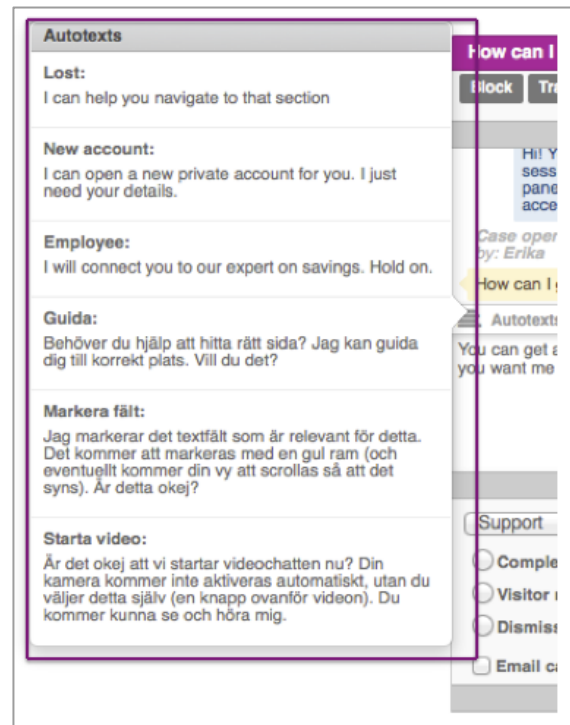 Autotexts
Lost:
I can help you navigate to that section
New account:
I can open a new private account for you. I just
need your details.
Employee:
I will connect you to our expert on savings. Hold on.
Guida:
Behöver du hjälp att hitta rätt sida? Jag kan guida
dig till korrekt plats. Vill du det?
Markera fält:
Jag markerar det textfält som är relevant för detta.
Det kommer att markeras med en gul ram (och
eventuellt kommer din vy att scrollas så att det
syns). Är detta okej?
Starta video:
Är det okej att vi startar videochatten nu? Din
kamera kommer inte aktiveras automatiskt, utan du
väljer detta själv (en knapp ovanför videon). Du
kommer kunna se och höra mig.
How can I
Block
Hi!
Case
by: Erika
How can I
Autotexts
You can get a
you want me
Support
Visitor
Email